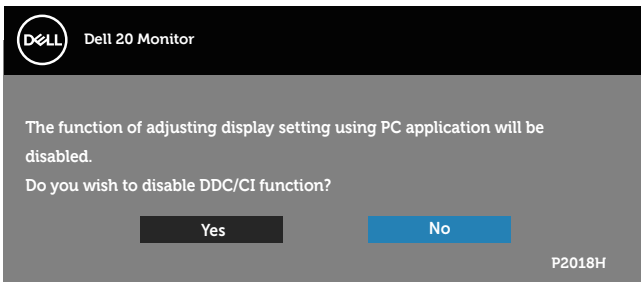 DELL
Dell 20 Monitor
The function of adjusting display setting using PC application will be
disabled.
Do you wish to disable DDC/CI function?
Yes
No
P2018H